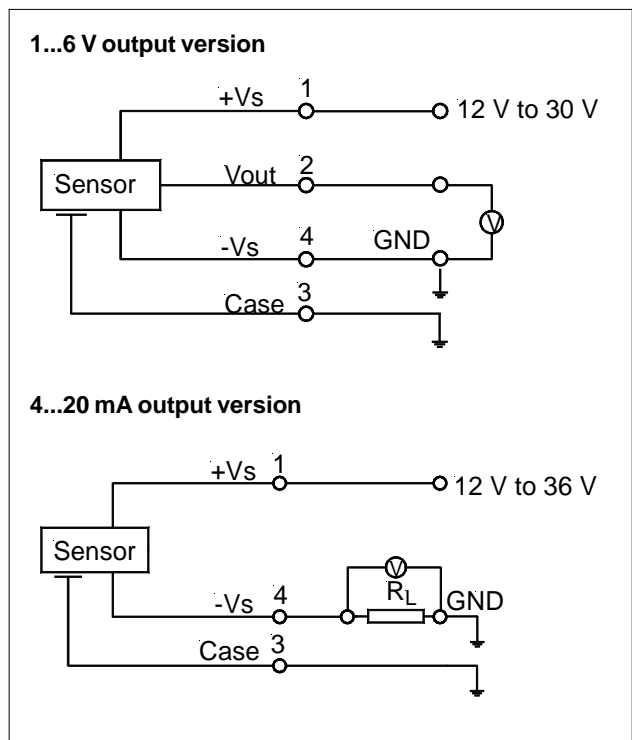 1...6 V output version
1
+Vs
12 V to 30 V
2
Sensor
Vout
V
4
-Vs
GND
3
Case
4...20 mA output version
1
+Vs
12 V to 36 V
Sensor
V
4
-Vs
RL
GND
Case 3